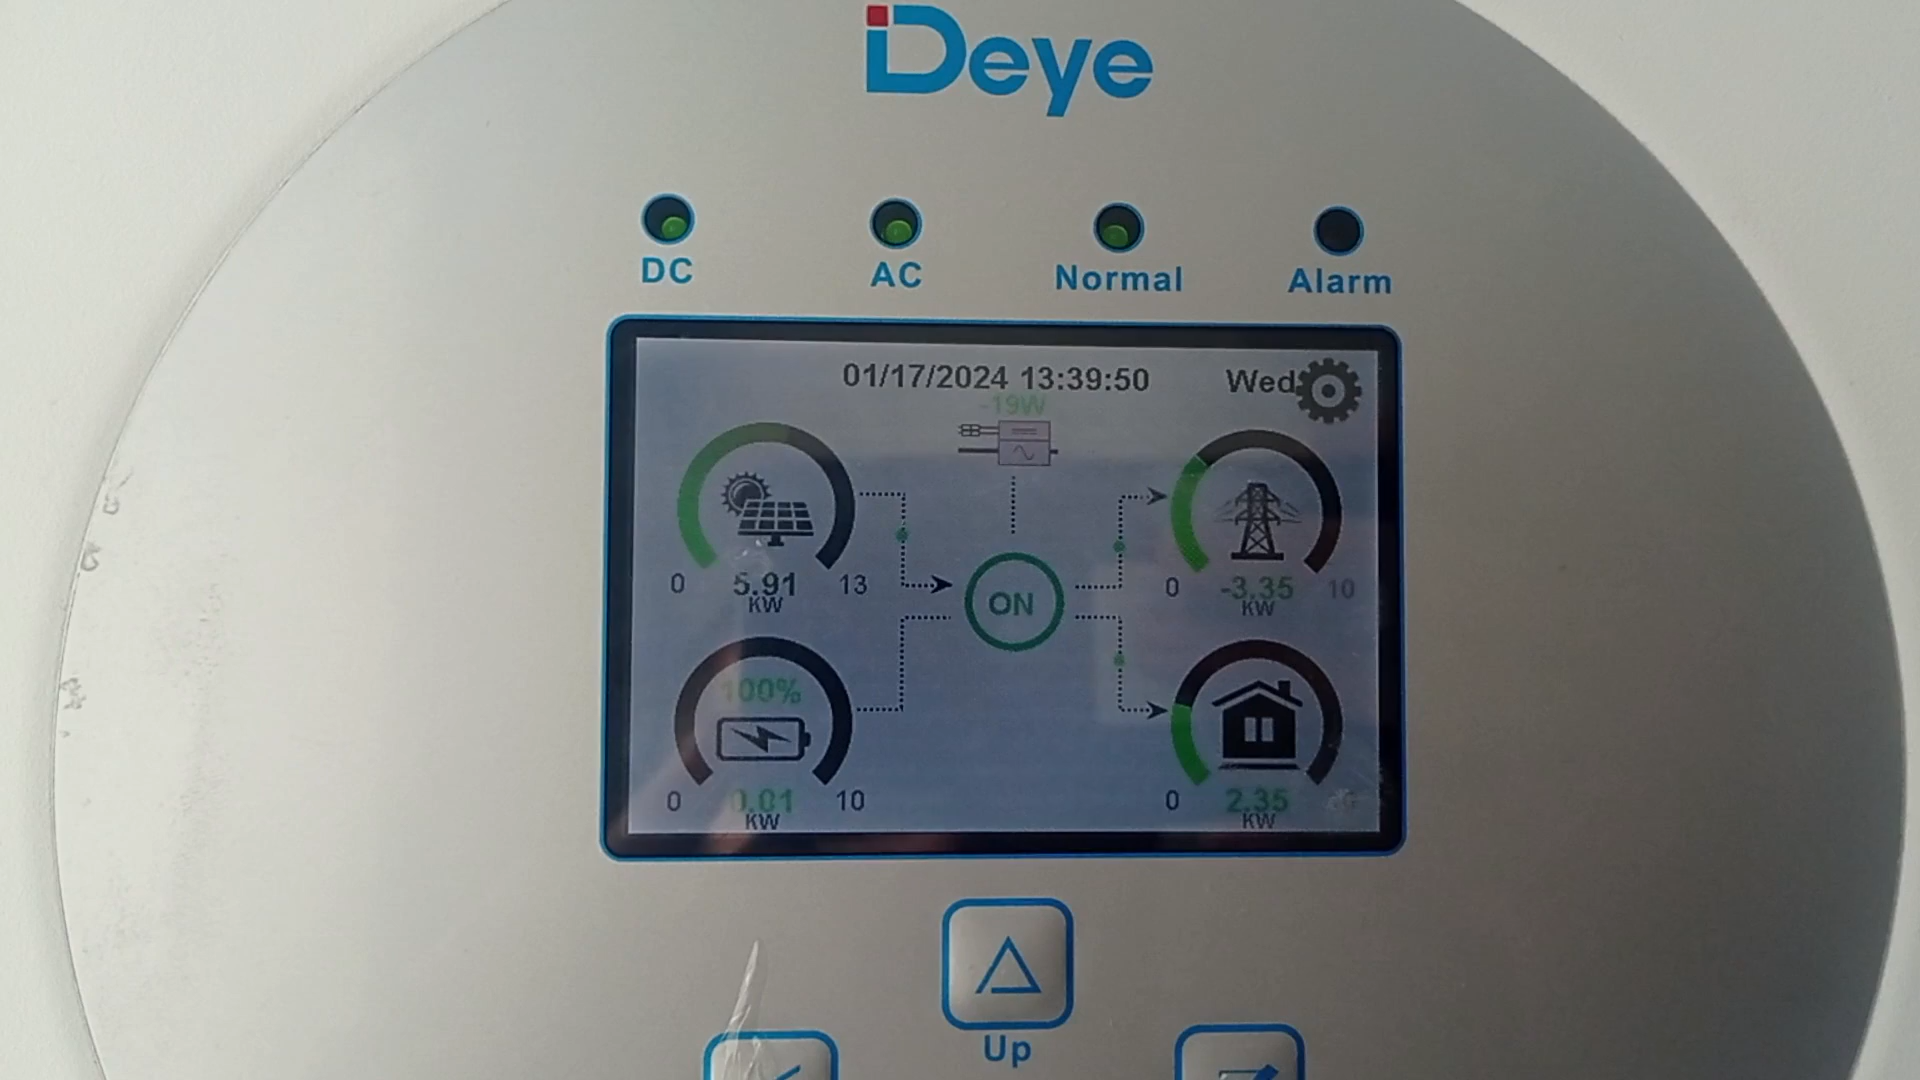 Deye
DC AC Normal Alarm
01/17/2024 13:39:50 Wed
-19W
0 5.91 13
KW
0 -3.35 10
KW
ON
100%
0 0.01 10
KW
0 2.35
KW
Up